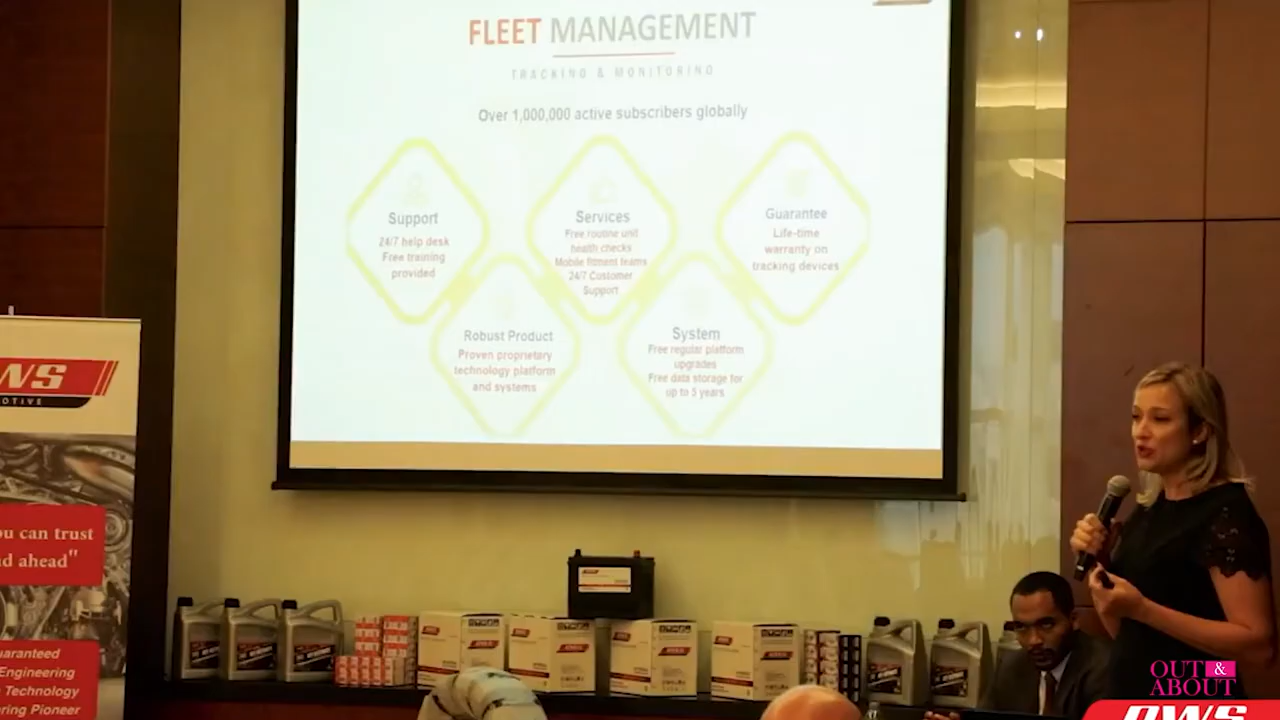 FLEET MANAGEMENT
TRACKING & MONITORING
Over 1,000,000 active subscribers globally
Support
24/7 help desk
Free training
provided
Services
Free routine unit
health checks
Mobile fitment teams
24/7 Customer
Support
Guarantee
Life-time
warranty on
tracking devices
Robust Product
Proven proprietary
technology platform
and systems
System
Free regular platform
upgrades
Free data storage for
up to 5 years
WS
OTIVE
ou can trust
d ahead"
uaranteed
Engineering
Technology
ring Pioneer
OUT &
ABOUT